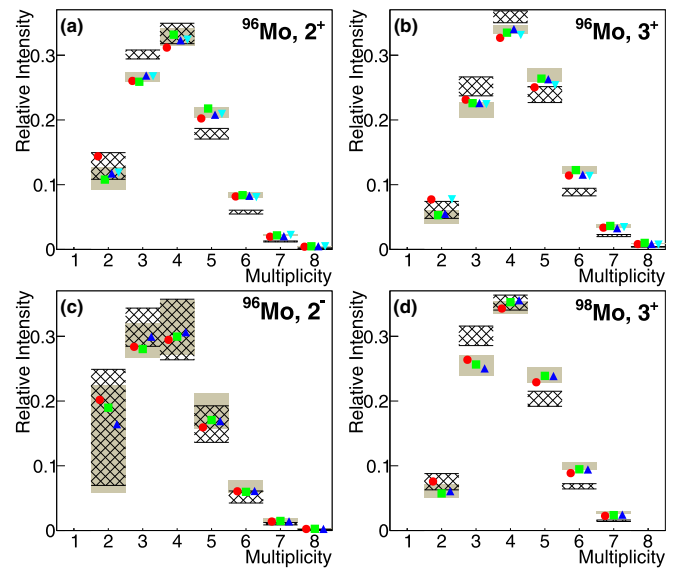 (a) ⁹⁶Mo, 2⁺
Relative Intensity
0.3
0.2
0.1
0
1 2 3 4 5 6 7 8
Multiplicity
(b) ⁹⁶Mo, 3⁺
Relative Intensity
0.3
0.2
0.1
0
1 2 3 4 5 6 7 8
Multiplicity
(c) ⁹⁶Mo, 2⁻
Relative Intensity
0.3
0.2
0.1
0
1 2 3 4 5 6 7 8
Multiplicity
(d) ⁹⁸Mo, 3⁺
Relative Intensity
0.3
0.2
0.1
0
1 2 3 4 5 6 7 8
Multiplicity